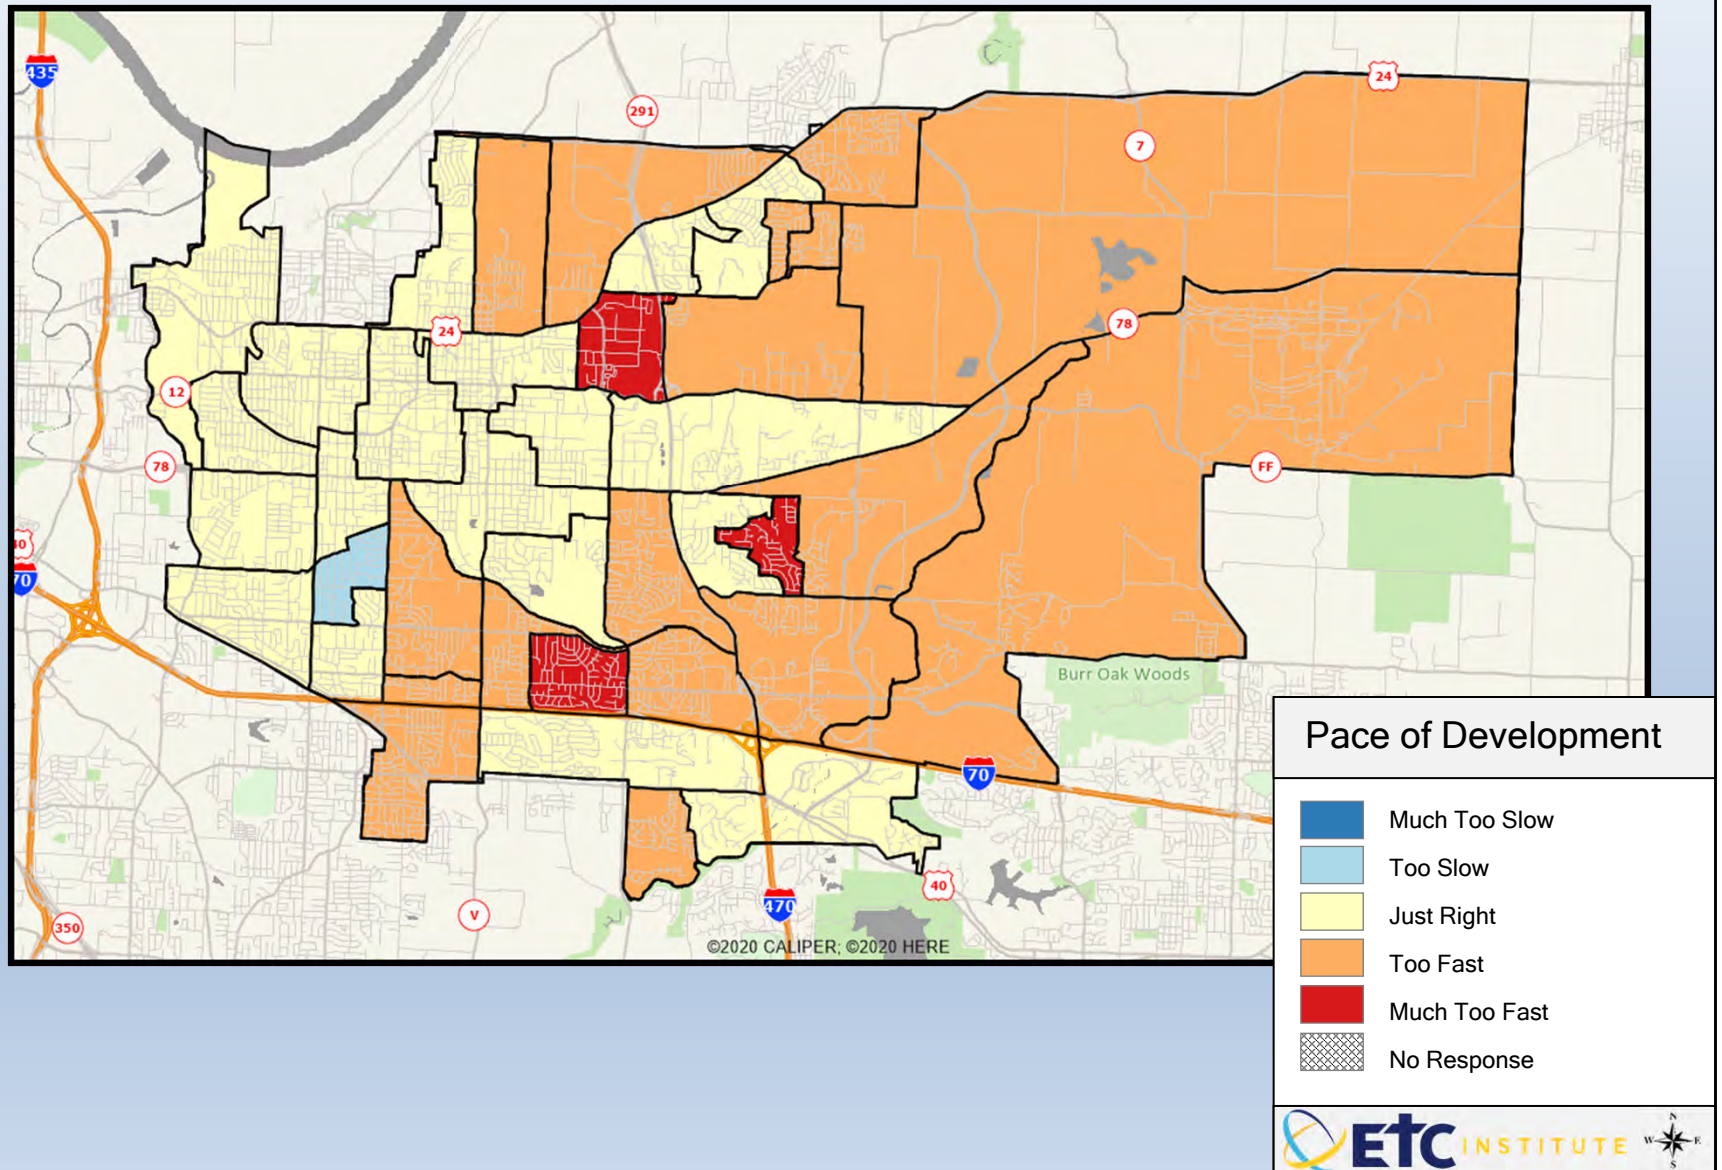 435
291
24
7
24
78
12
78
FF
40
70
Burr Oak Woods
70
40
V
470
350
©2020 CALIPER; ©2020 HERE
Pace of Development
Much Too Slow
Too Slow
Just Right
Too Fast
Much Too Fast
No Response
ETC INSTITUTE
N
W E
S